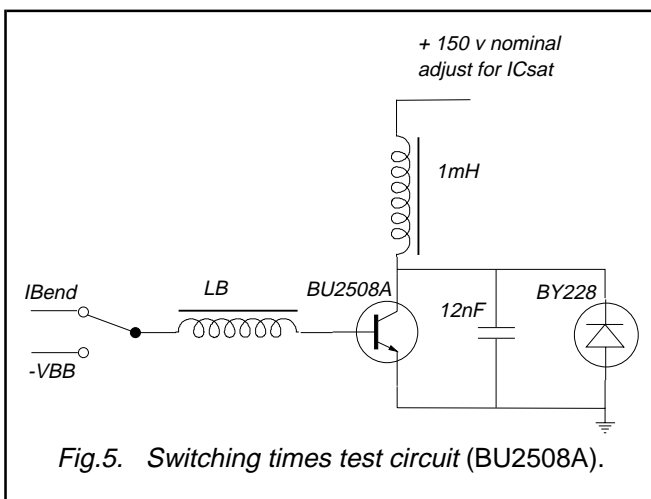 + 150 v nominal
adjust for ICsat
1mH
IBend
LB
BU2508A
12nF
BY228
-VBB
Fig.5. Switching times test circuit (BU2508A).